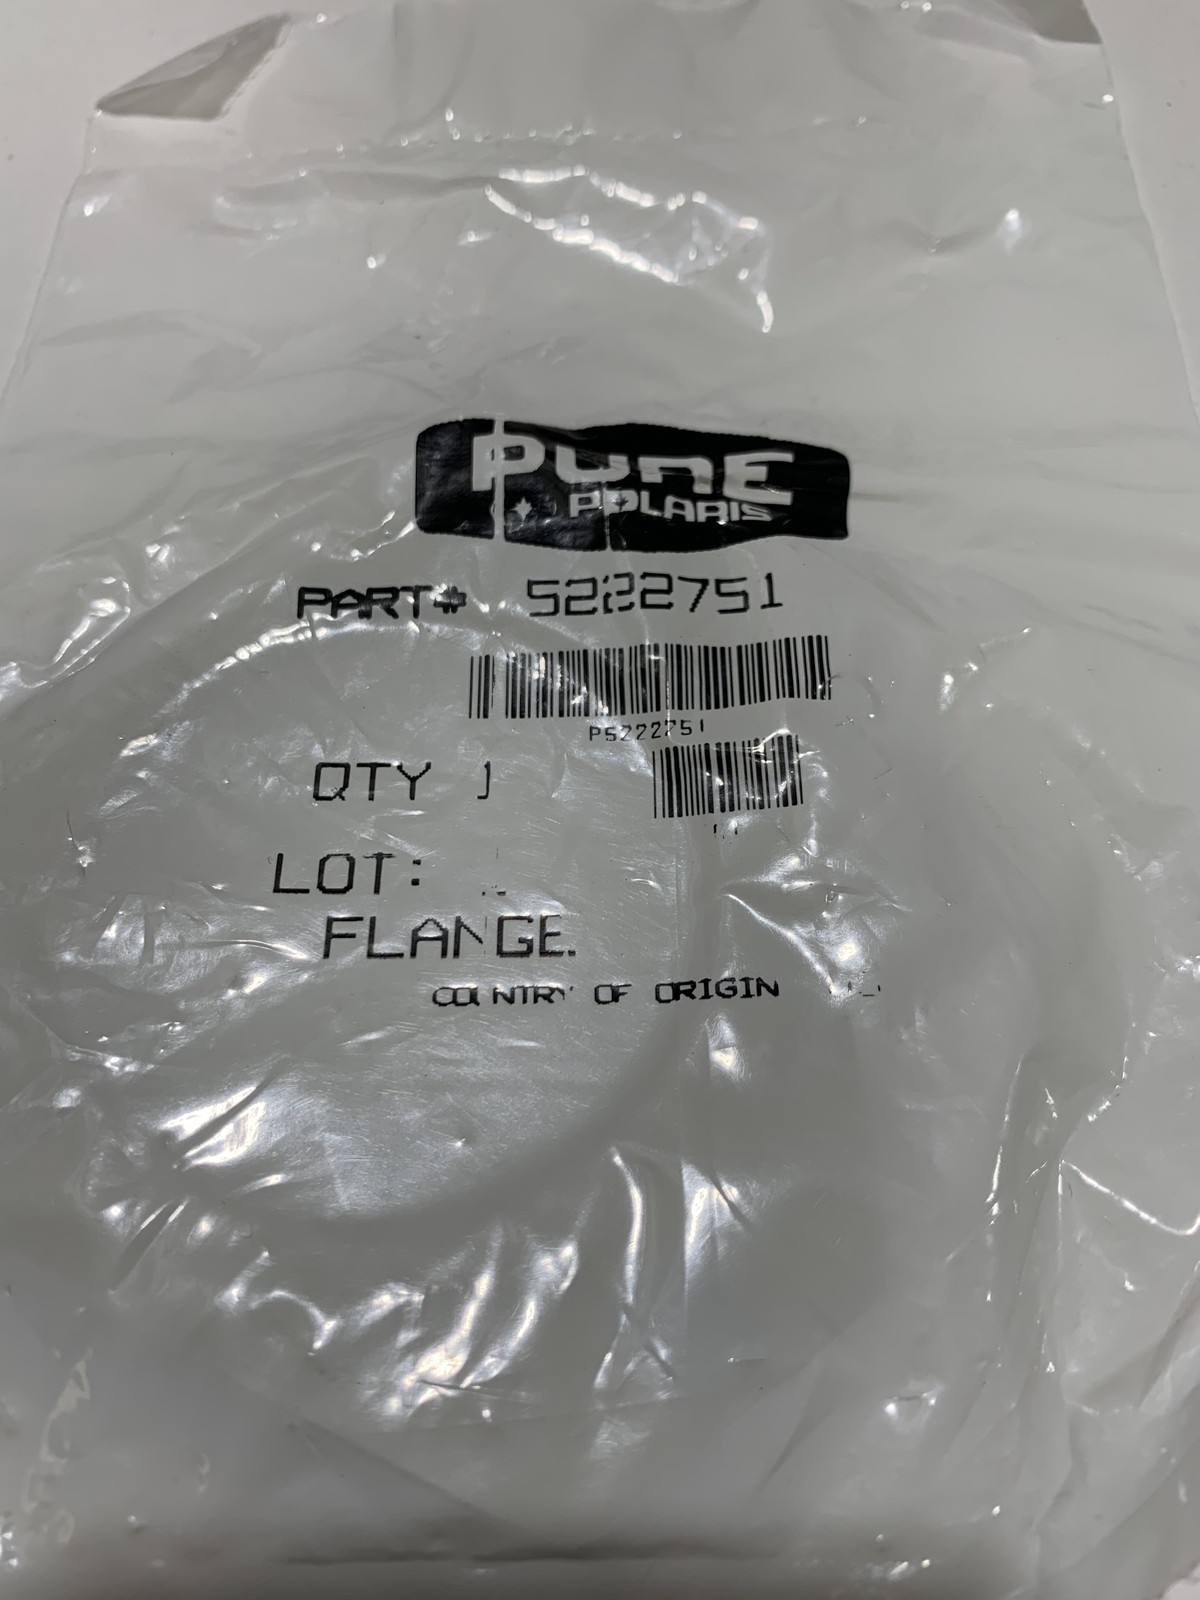 PURE
POLARIS
PART# 5222751
P5222751
QTY 1
LOT:
FLANGE.
COUNTRY OF ORIGIN